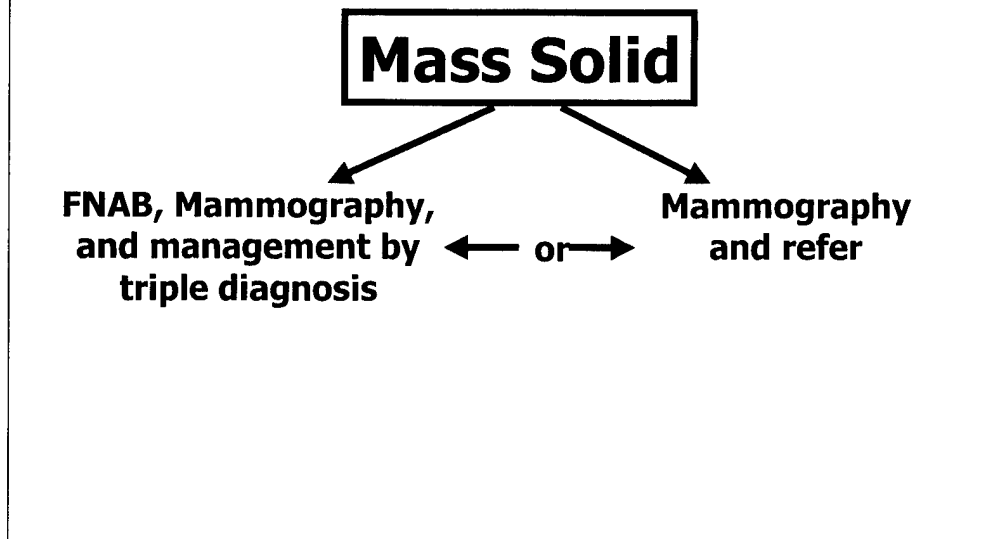 Mass Solid
FNAB, Mammography,
and management by
triple diagnosis
or
Mammography
and refer